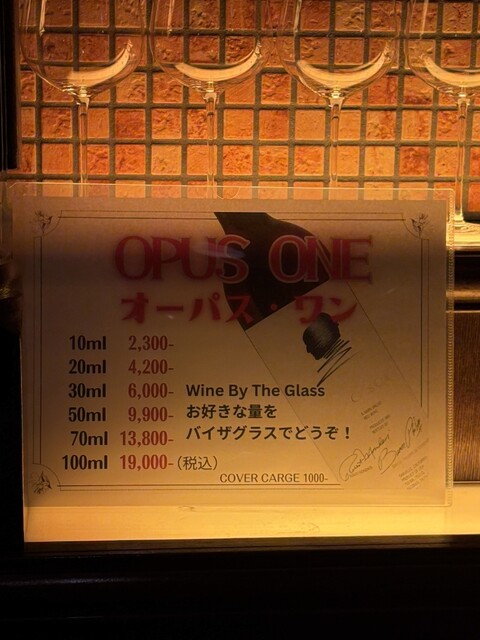 OPUS ONE
オーパス・ワン
10ml 2,300-
20ml 4,200-
30ml 6,000-
50ml 9,900-
70ml 13,800-
100ml 19,000-(税込)
Wine By The Glass
お好きな量を
バイザグラスでどうぞ！
COVER CARGE 1000-